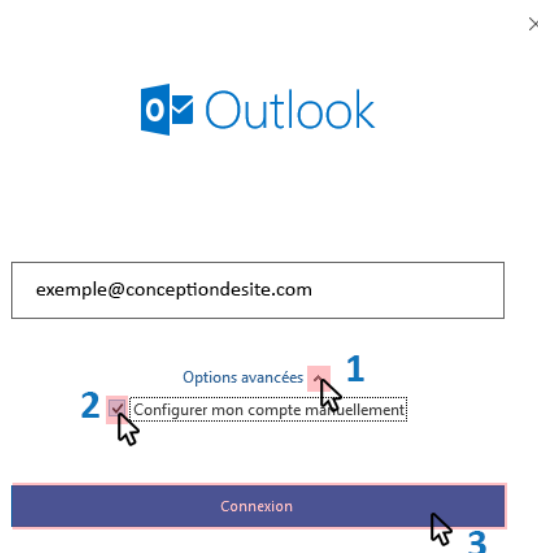 Outlook
exemple@conceptiondesite.com
Options avancées 1
2 Configurer mon compte manuellement
Connexion
3